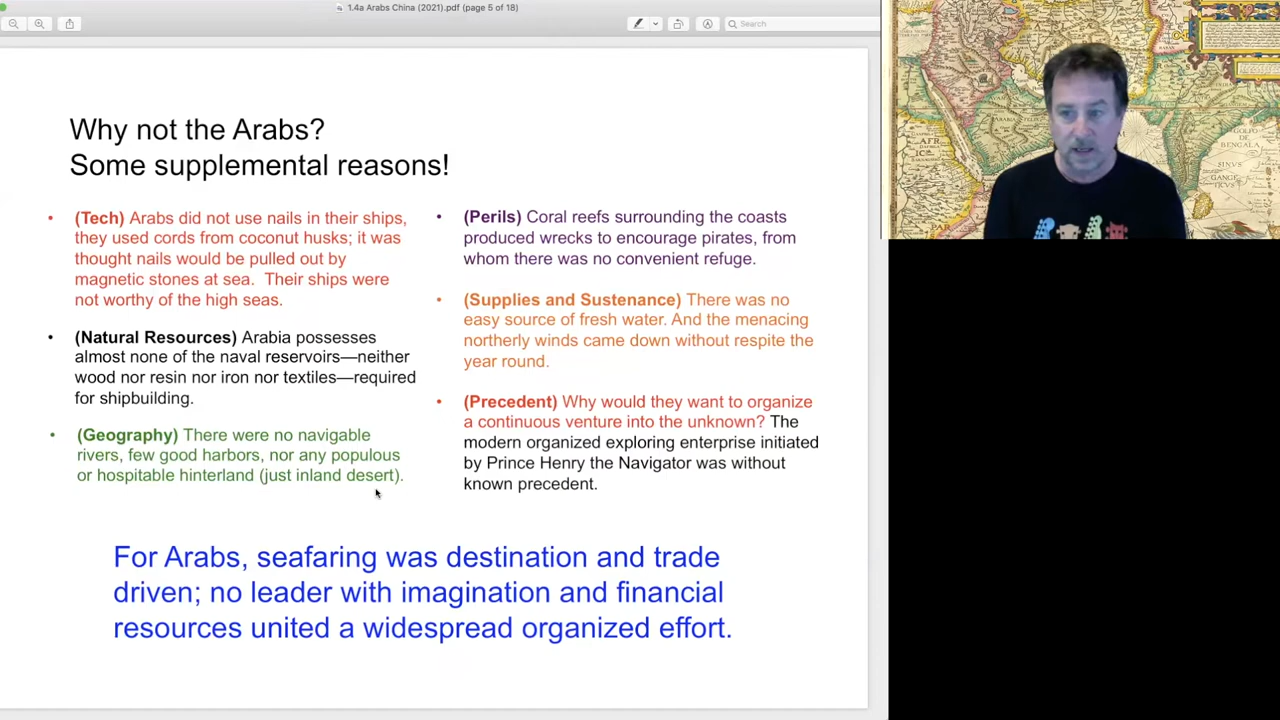 1.4a Arabs China (2021).pdf (page 5 of 18)
Search
Why not the Arabs?
Some supplemental reasons!
• (Tech) Arabs did not use nails in their ships,
they used cords from coconut husks; it was
thought nails would be pulled out by
magnetic stones at sea.  Their ships were
not worthy of the high seas.
• (Natural Resources) Arabia possesses
almost none of the naval reservoirs—neither
wood nor resin nor iron nor textiles—required
for shipbuilding.
• (Geography) There were no navigable
rivers, few good harbors, nor any populous
or hospitable hinterland (just inland desert).
• (Perils) Coral reefs surrounding the coasts
produced wrecks to encourage pirates, from
whom there was no convenient refuge.
• (Supplies and Sustenance) There was no
easy source of fresh water. And the menacing
northerly winds came down without respite the
year round.
• (Precedent) Why would they want to organize
a continuous venture into the unknown? The
modern organized exploring enterprise initiated
by Prince Henry the Navigator was without
known precedent.
For Arabs, seafaring was destination and trade
driven; no leader with imagination and financial
resources united a widespread organized effort.
GOLFO DE
BENGALA
SINVS
GANGE
TICVS